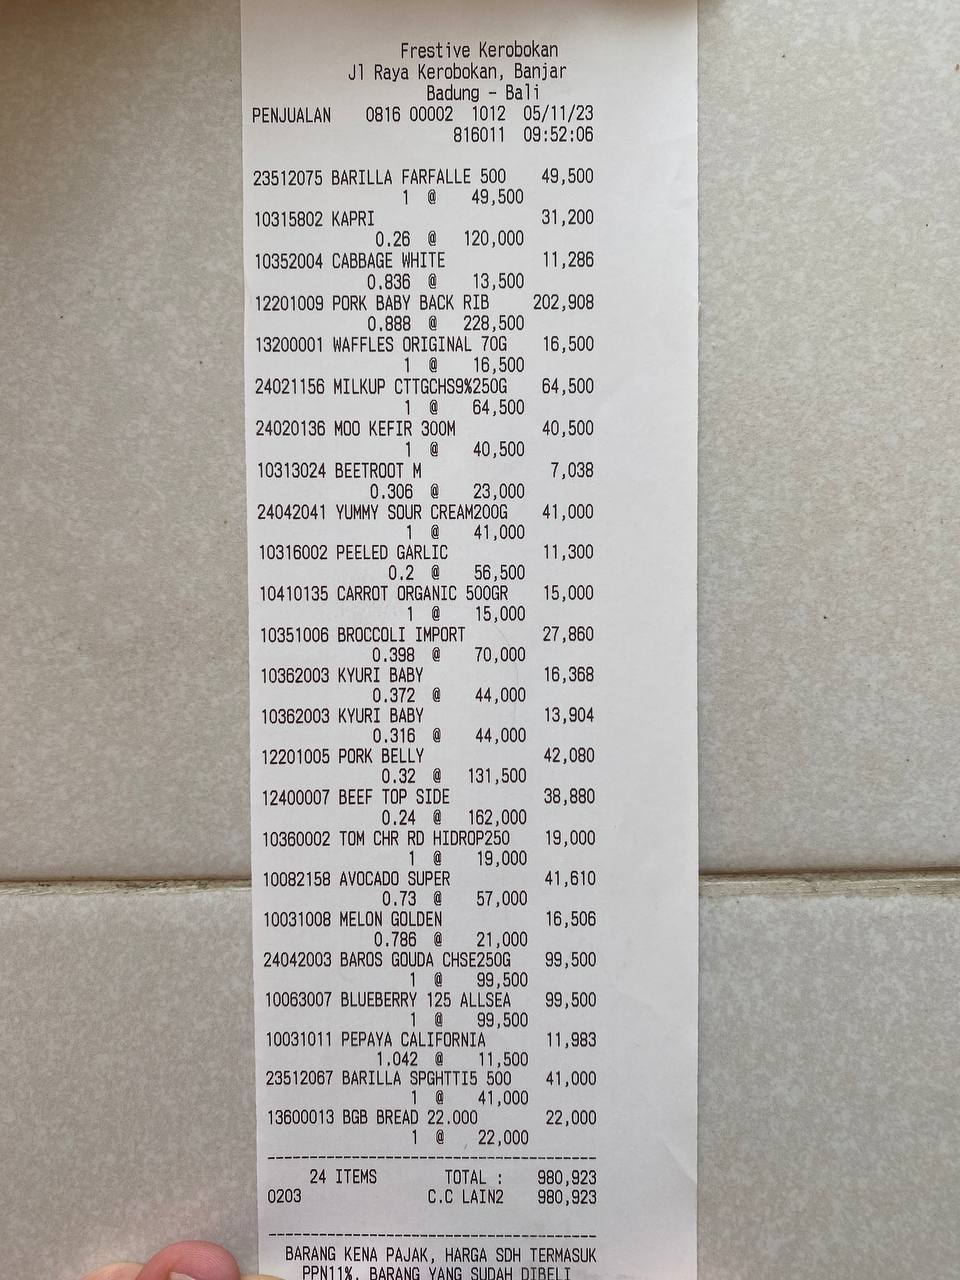 Frestive Kerobokan
Jl Raya Kerobokan, Banjar
Badung - Bali
PENJUALAN 0816 00002 1012 05/11/23
816011 09:52:06
23512075 BARILLA FARFALLE 500 49,500
1 @ 49,500
10315802 KAPRI 31,200
0.26 @ 120,000
10352004 CABBAGE WHITE 11,286
0.836 @ 13,500
12201009 PORK BABY BACK RIB 202,908
0.888 @ 228,500
13200001 WAFFLES ORIGINAL 70G 16,500
1 @ 16,500
24021156 MILKUP CTTGCHS9%250G 64,500
1 @ 64,500
24020136 MOO KEFIR 300M 40,500
1 @ 40,500
10313024 BEETROOT M 7,038
0.306 @ 23,000
24042041 YUMMY SOUR CREAM200G 41,000
1 @ 41,000
10316002 PEELED GARLIC 11,300
0.2 @ 56,500
10410135 CARROT ORGANIC 500GR 15,000
1 @ 15,000
10351006 BROCCOLI IMPORT 27,860
0.398 @ 70,000
10362003 KYURI BABY 16,368
0.372 @ 44,000
10362003 KYURI BABY 13,904
0.316 @ 44,000
12201005 PORK BELLY 42,080
0.32 @ 131,500
12400007 BEEF TOP SIDE 38,880
0.24 @ 162,000
10360002 TOM CHR RD HIDROP250 19,000
1 @ 19,000
10082158 AVOCADO SUPER 41,610
0.73 @ 57,000
10031008 MELON GOLDEN 16,506
0.786 @ 21,000
24042003 BAROS GOUDA CHSE250G 99,500
1 @ 99,500
10063007 BLUEBERRY 125 ALLSEA 99,500
1 @ 99,500
10031011 PEPAYA CALIFORNIA 11,983
1.042 @ 11,500
23512067 BARILLA SPGHTTI5 500 41,000
1 @ 41,000
13600013 BGB BREAD 22.000 22,000
1 @ 22,000
24 ITEMS TOTAL : 980,923
0203 C.C LAIN2 980,923
BARANG KENA PAJAK, HARGA SDH TERMASUK
PPN11%. BARANG YANG SUDAH DIBELI